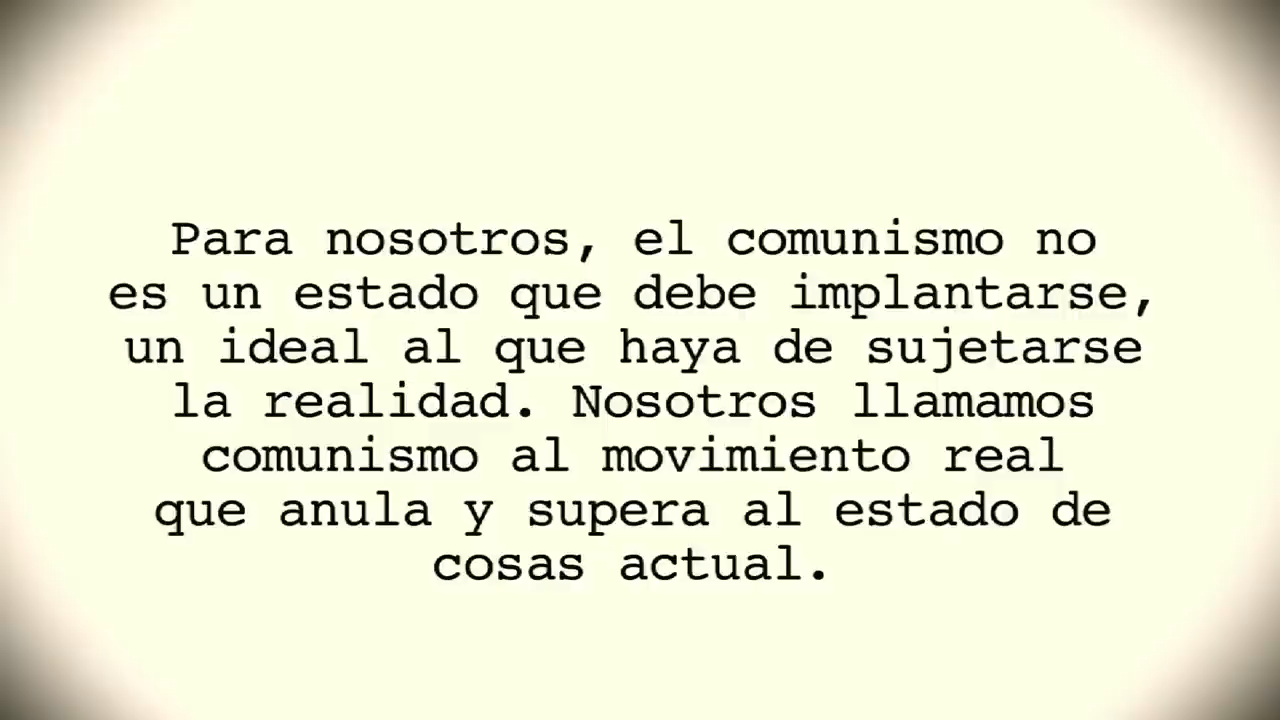 Para nosotros, el comunismo no
es un estado que debe implantarse,
un ideal al que haya de sujetarse
la realidad. Nosotros llamamos
comunismo al movimiento real
que anula y supera al estado de
cosas actual.